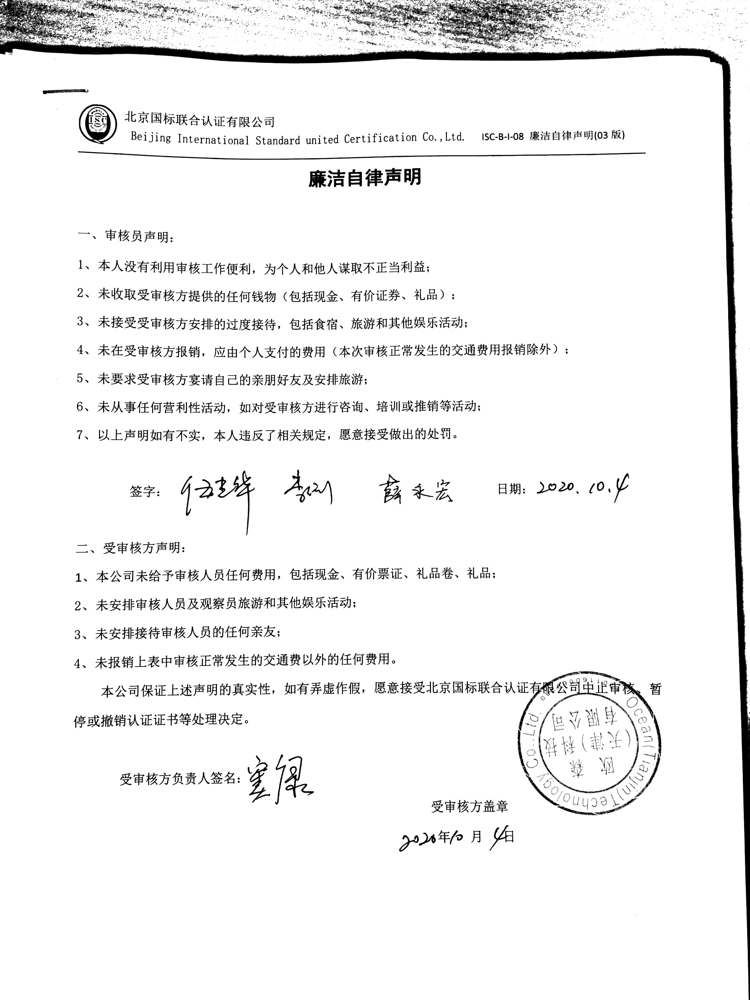 ISC
北京国标联合认证有限公司
Beijing International Standard united Certification Co.,Ltd. ISC-B-I-08 廉洁自律声明(03 版)
廉洁自律声明
一、审核员声明:
1、本人没有利用审核工作便利，为个人和他人谋取不正当利益；
2、未收取受审核方提供的任何钱物（包括现金、有价证券、礼品）；
3、未接受受审核方安排的过度接待，包括食宿、旅游和其他娱乐活动；
4、未在受审核方报销，应由个人支付的费用（本次审核正常发生的交通费用报销除外）；
5、未要求受审核方宴请自己的亲朋好友及安排旅游；
6、未从事任何营利性活动，如对受审核方进行咨询、培训或推销等活动；
7、以上声明如有不实，本人违反了相关规定，愿意接受做出的处罚。
签字: 薛永宏 日期: 2020.10.4
二、受审核方声明:
1、本公司未给予审核人员任何费用，包括现金、有价票证、礼品卷、礼品；
2、未安排审核人员及观察员旅游和其他娱乐活动；
3、未安排接待审核人员的任何亲友；
4、未报销上表中审核正常发生的交通费以外的任何费用。
本公司保证上述声明的真实性，如有弄虚作假，愿意接受北京国标联合认证有限公司中止审核、暂
停或撤销认证证书等处理决定。
Ocean(Tianjin)Technology Co.,Ltd.
欧森
(天津)科技
有限公司
受审核方负责人签名: 窦康
受审核方盖章
2020年10月4日